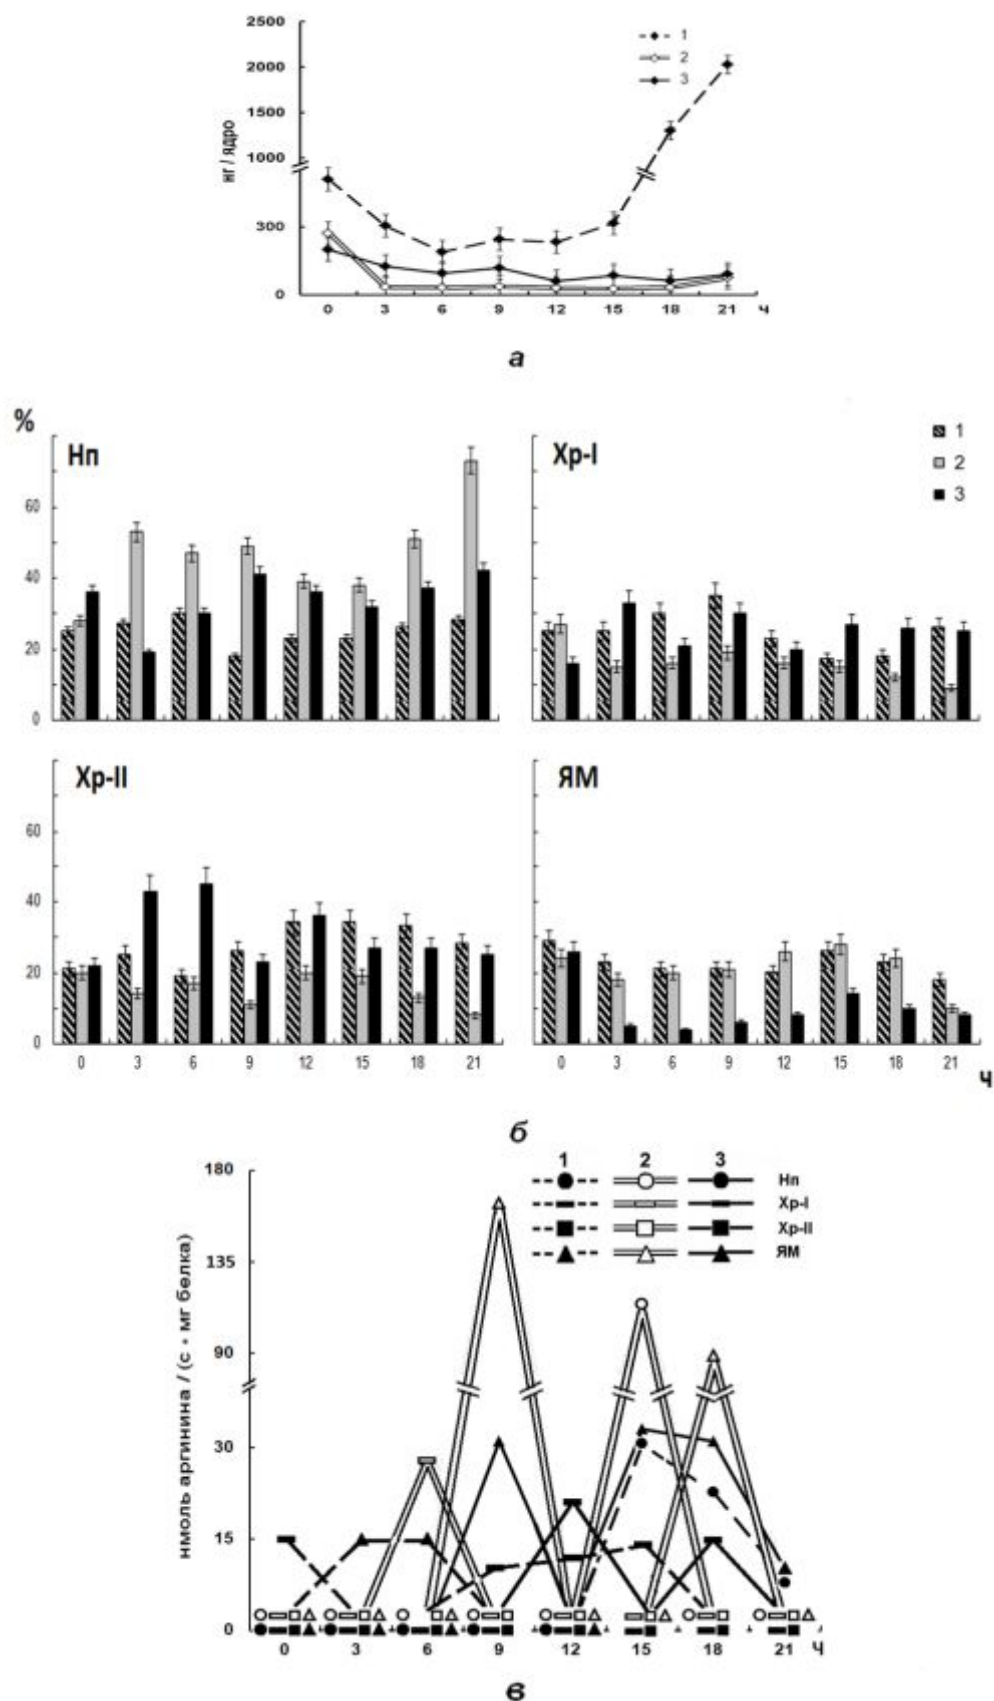 2500
2000
1500
1000
300
0
нг / ядро
1
2
3
0 3 6 9 12 15 18 21 ч
а
%
Нп
60
40
20
0
Хр-I
1
2
3
Хр-II
60
40
20
0
0 3 6 9 12 15 18 21
ЯМ
0 3 6 9 12 15 18 21
ч
б
180
135
90
30
15
0
нмоль аргинина / (с • мг белка)
1 2 3
Нп
Хр-I
Хр-II
ЯМ
0 3 6 9 12 15 18 21 ч
в